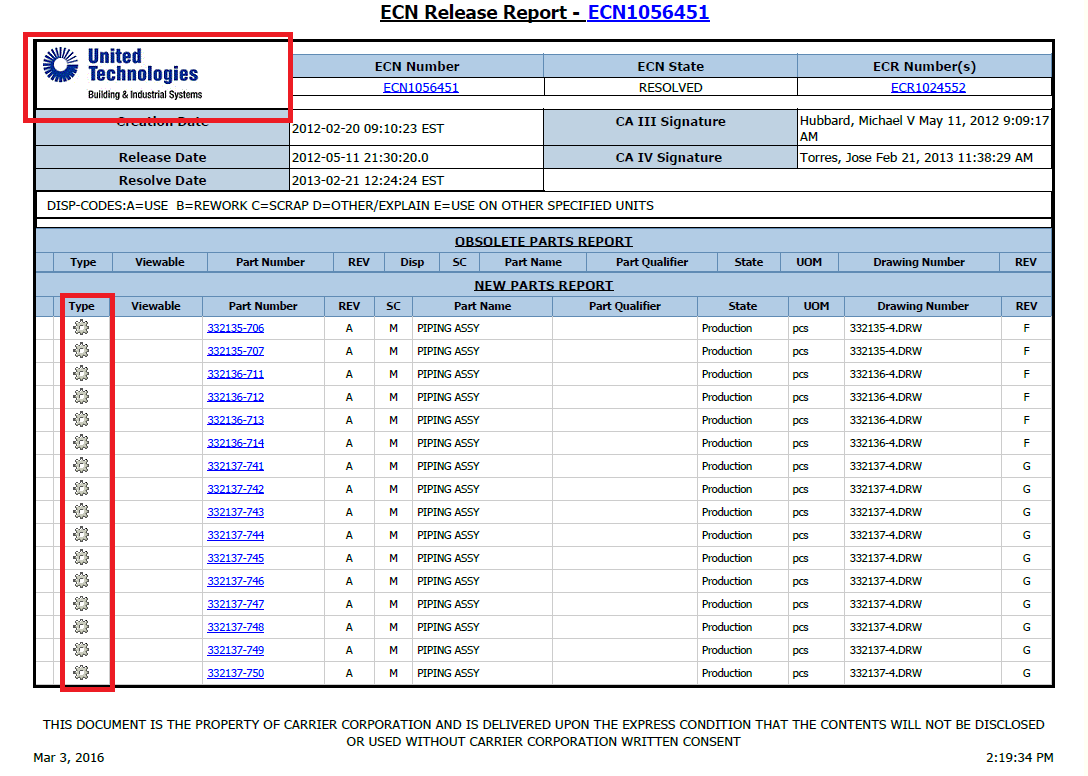 ECN Release Report - ECN1056451
United
Technologies
Building & Industrial Systems
ECN Number ECN State ECR Number(s)
ECN1056451 RESOLVED ECR1024552
Creation Date 2012-02-20 09:10:23 EST CA III Signature Hubbard, Michael V May 11, 2012 9:09:17
AM
Release Date 2012-05-11 21:30:20.0 CA IV Signature Torres, Jose Feb 21, 2013 11:38:29 AM
Resolve Date 2013-02-21 12:24:24 EST
DISP-CODES:A=USE B=REWORK C=SCRAP D=OTHER/EXPLAIN E=USE ON OTHER SPECIFIED UNITS
OBSOLETE PARTS REPORT
Type Viewable Part Number REV Disp SC Part Name Part Qualifier State UOM Drawing Number REV
NEW PARTS REPORT
Type Viewable Part Number REV SC Part Name Part Qualifier State UOM Drawing Number REV
332135-706 A M PIPING ASSY Production pcs 332135-4.DRW F
332135-707 A M PIPING ASSY Production pcs 332135-4.DRW F
332136-711 A M PIPING ASSY Production pcs 332136-4.DRW F
332136-712 A M PIPING ASSY Production pcs 332136-4.DRW F
332136-713 A M PIPING ASSY Production pcs 332136-4.DRW F
332136-714 A M PIPING ASSY Production pcs 332136-4.DRW F
332137-741 A M PIPING ASSY Production pcs 332137-4.DRW G
332137-742 A M PIPING ASSY Production pcs 332137-4.DRW G
332137-743 A M PIPING ASSY Production pcs 332137-4.DRW G
332137-744 A M PIPING ASSY Production pcs 332137-4.DRW G
332137-745 A M PIPING ASSY Production pcs 332137-4.DRW G
332137-746 A M PIPING ASSY Production pcs 332137-4.DRW G
332137-747 A M PIPING ASSY Production pcs 332137-4.DRW G
332137-748 A M PIPING ASSY Production pcs 332137-4.DRW G
332137-749 A M PIPING ASSY Production pcs 332137-4.DRW G
332137-750 A M PIPING ASSY Production pcs 332137-4.DRW G
THIS DOCUMENT IS THE PROPERTY OF CARRIER CORPORATION AND IS DELIVERED UPON THE EXPRESS CONDITION THAT THE CONTENTS WILL NOT BE DISCLOSED
OR USED WITHOUT CARRIER CORPORATION WRITTEN CONSENT
Mar 3, 2016 2:19:34 PM